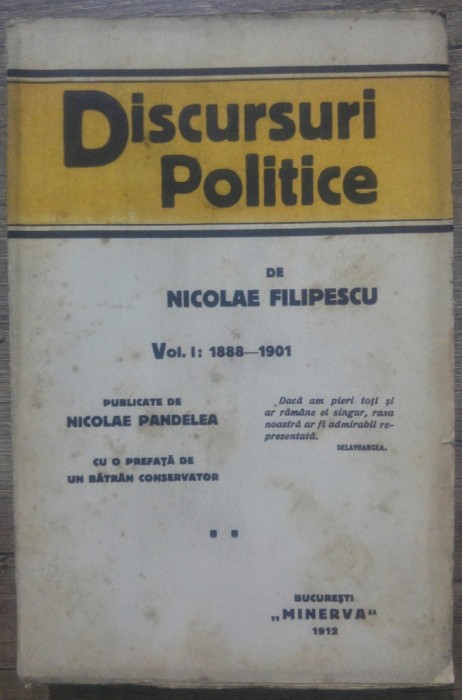 Discursuri
Politice
DE
NICOLAE FILIPESCU
Vol. I: 1888—1901
PUBLICATE DE
NICOLAE PANDELEA
CU O PREFAȚĂ DE
UN BĂTRÂN CONSERVATOR
„Dacă am pieri toți și
ar rămâne el singur, rasa
noastră ar fi admirabil re-
prezentată.
DELAVRANCEA.
BUCUREȘTI
„MINERVA“
1912